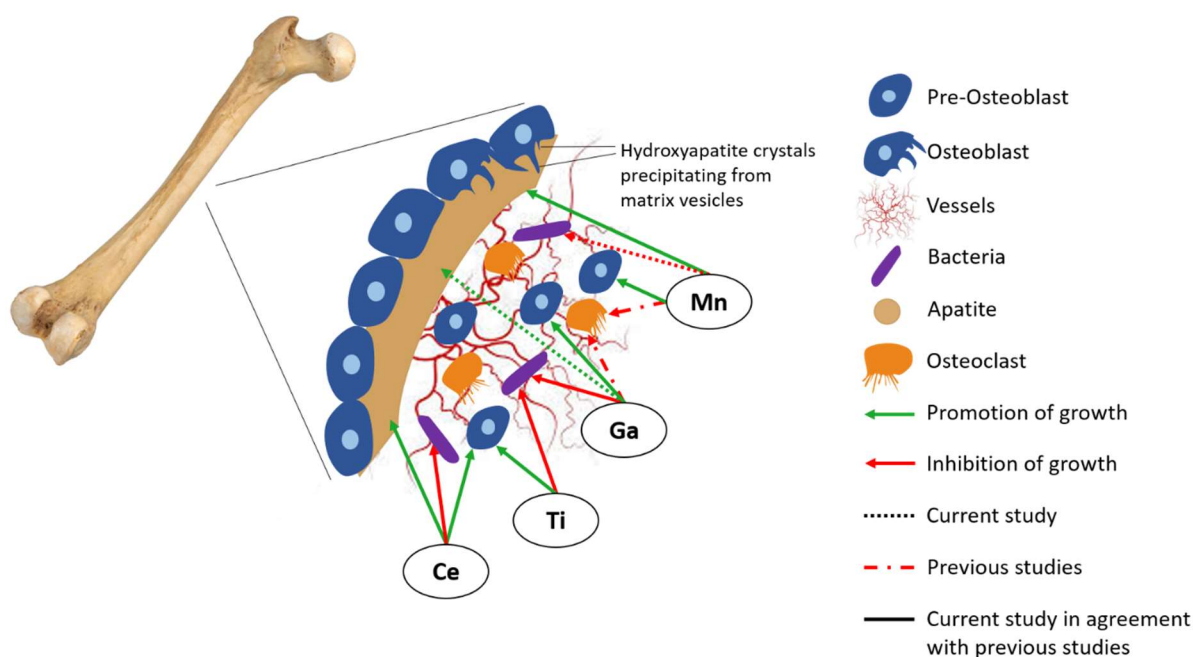 Hydroxyapatite crystals
precipitating from
matrix vesicles
Mn
Ga
Ti
Ce
Pre-Osteoblast
Osteoblast
Vessels
Bacteria
Apatite
Osteoclast
Promotion of growth
Inhibition of growth
Current study
Previous studies
Current study in agreement
with previous studies